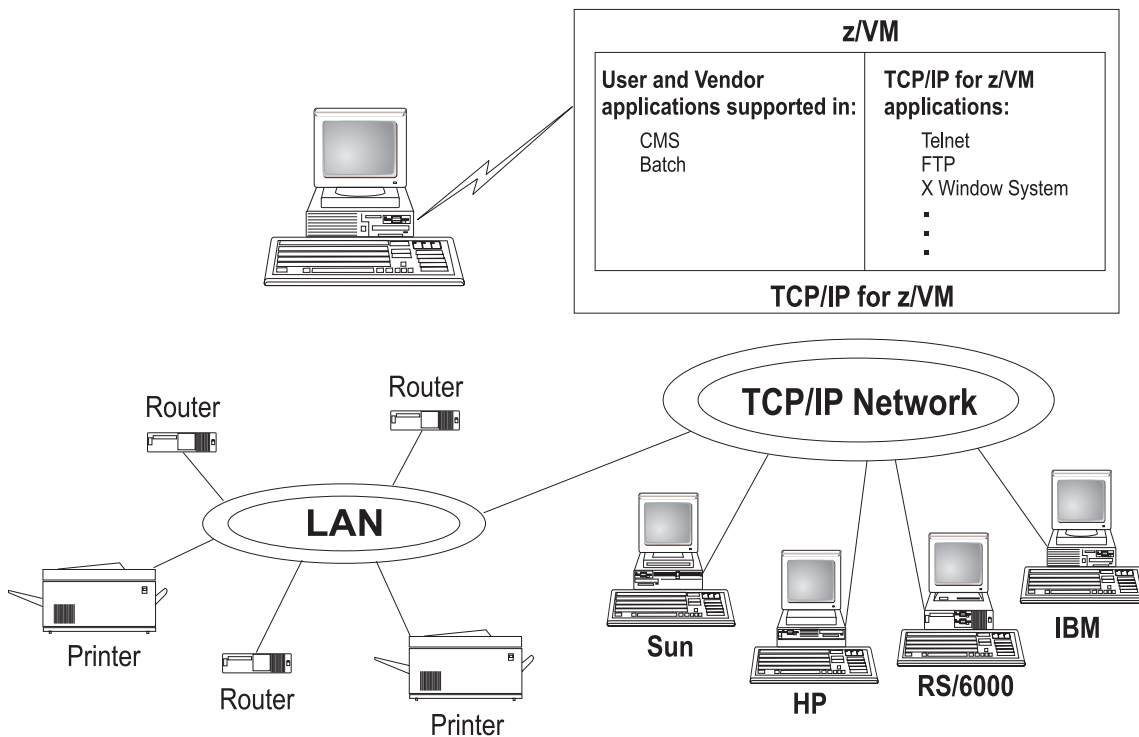 z/VM
User and Vendor
applications supported in:
CMS
Batch
TCP/IP for z/VM
applications:
Telnet
FTP
X Window System
TCP/IP for z/VM
TCP/IP Network
Router
Router
LAN
Printer
Router
Printer
Sun
HP
RS/6000
IBM